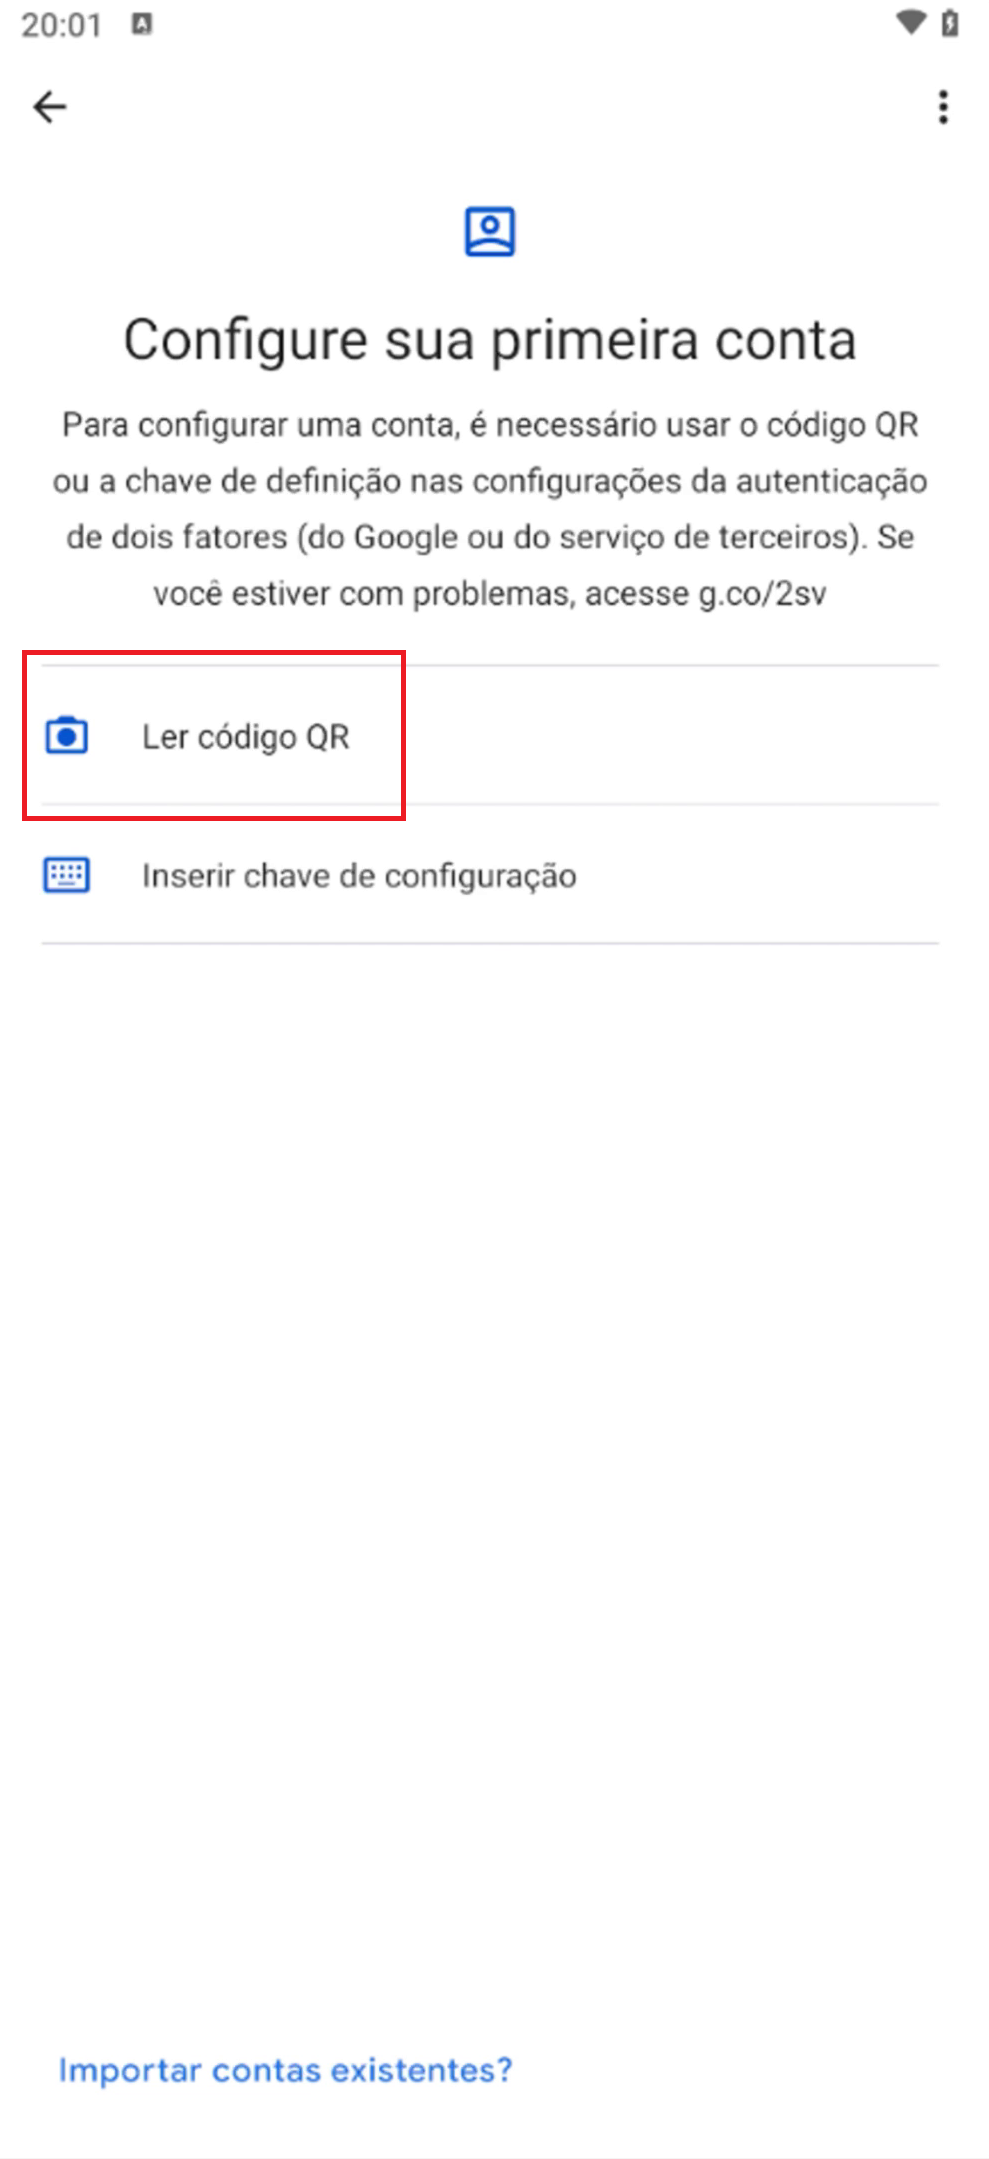 20:01
Configure sua primeira conta
Para configurar uma conta, é necessário usar o código QR
ou a chave de definição nas configurações da autenticação
de dois fatores (do Google ou do serviço de terceiros). Se
você estiver com problemas, acesse g.co/2sv
Ler código QR
Inserir chave de configuração
Importar contas existentes?